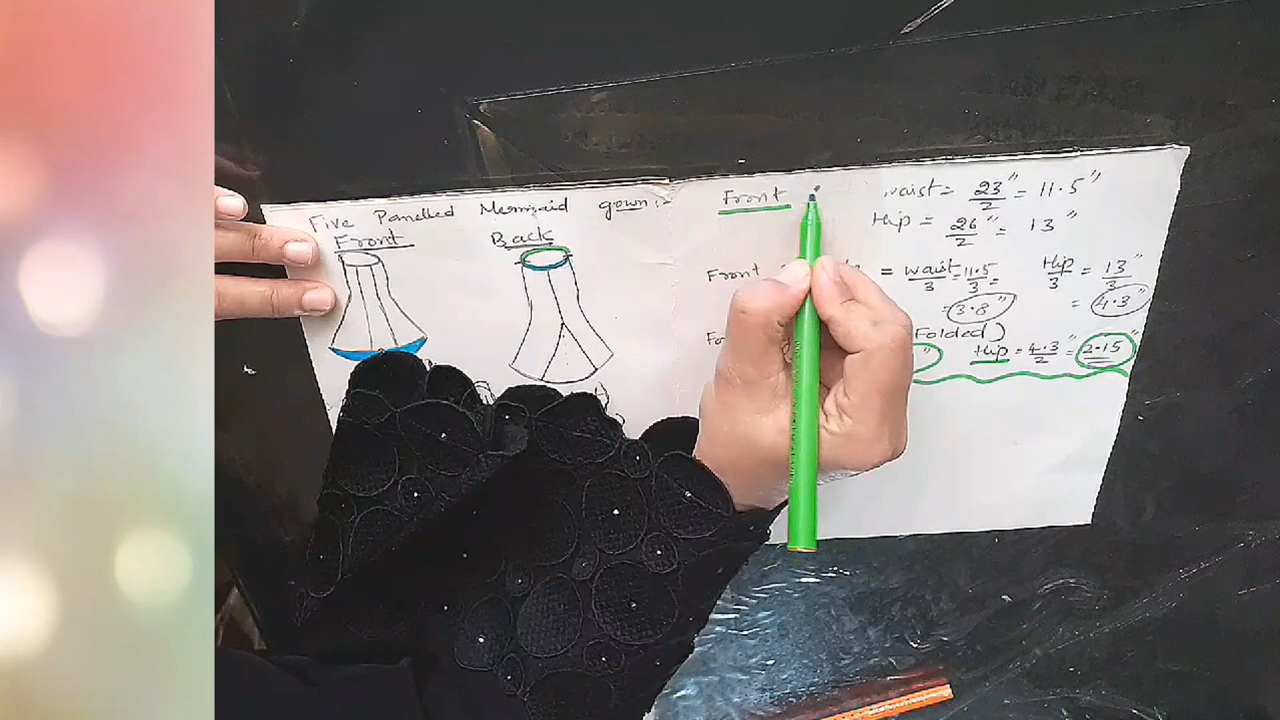 Five Panelled Mermaid gown :-
Front Back
Front
waist = 23"/2 = 11.5"
Hip = 26"/2 = 13"
Front = waist/3 = 11.5/3 = 3.8"
Hip/3 = 13"/3 = 4.3"
Folded)
Hip = 4.3"/2 = 2.15"